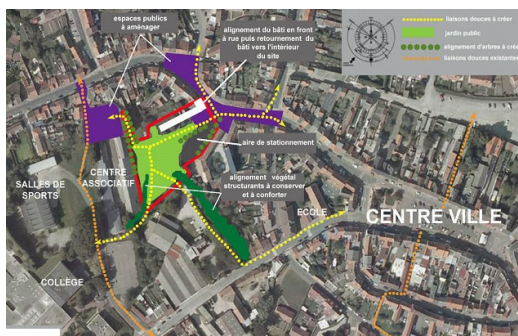 espaces publics
à aménager
alignement du bâti en front
à rue puis retournement du
bâti vers l'intérieur
du site
liaisons douces à créer
jardin public
alignement d'arbres à crée
liaisons douces existantes
aire de stationnement
CENTRE
ASSOCIATIF
alignement végétal
structurants à conserver
et à conforter
SALLES DE
SPORTS
ECOLE
CENTRE VILLE
COLLÈGE